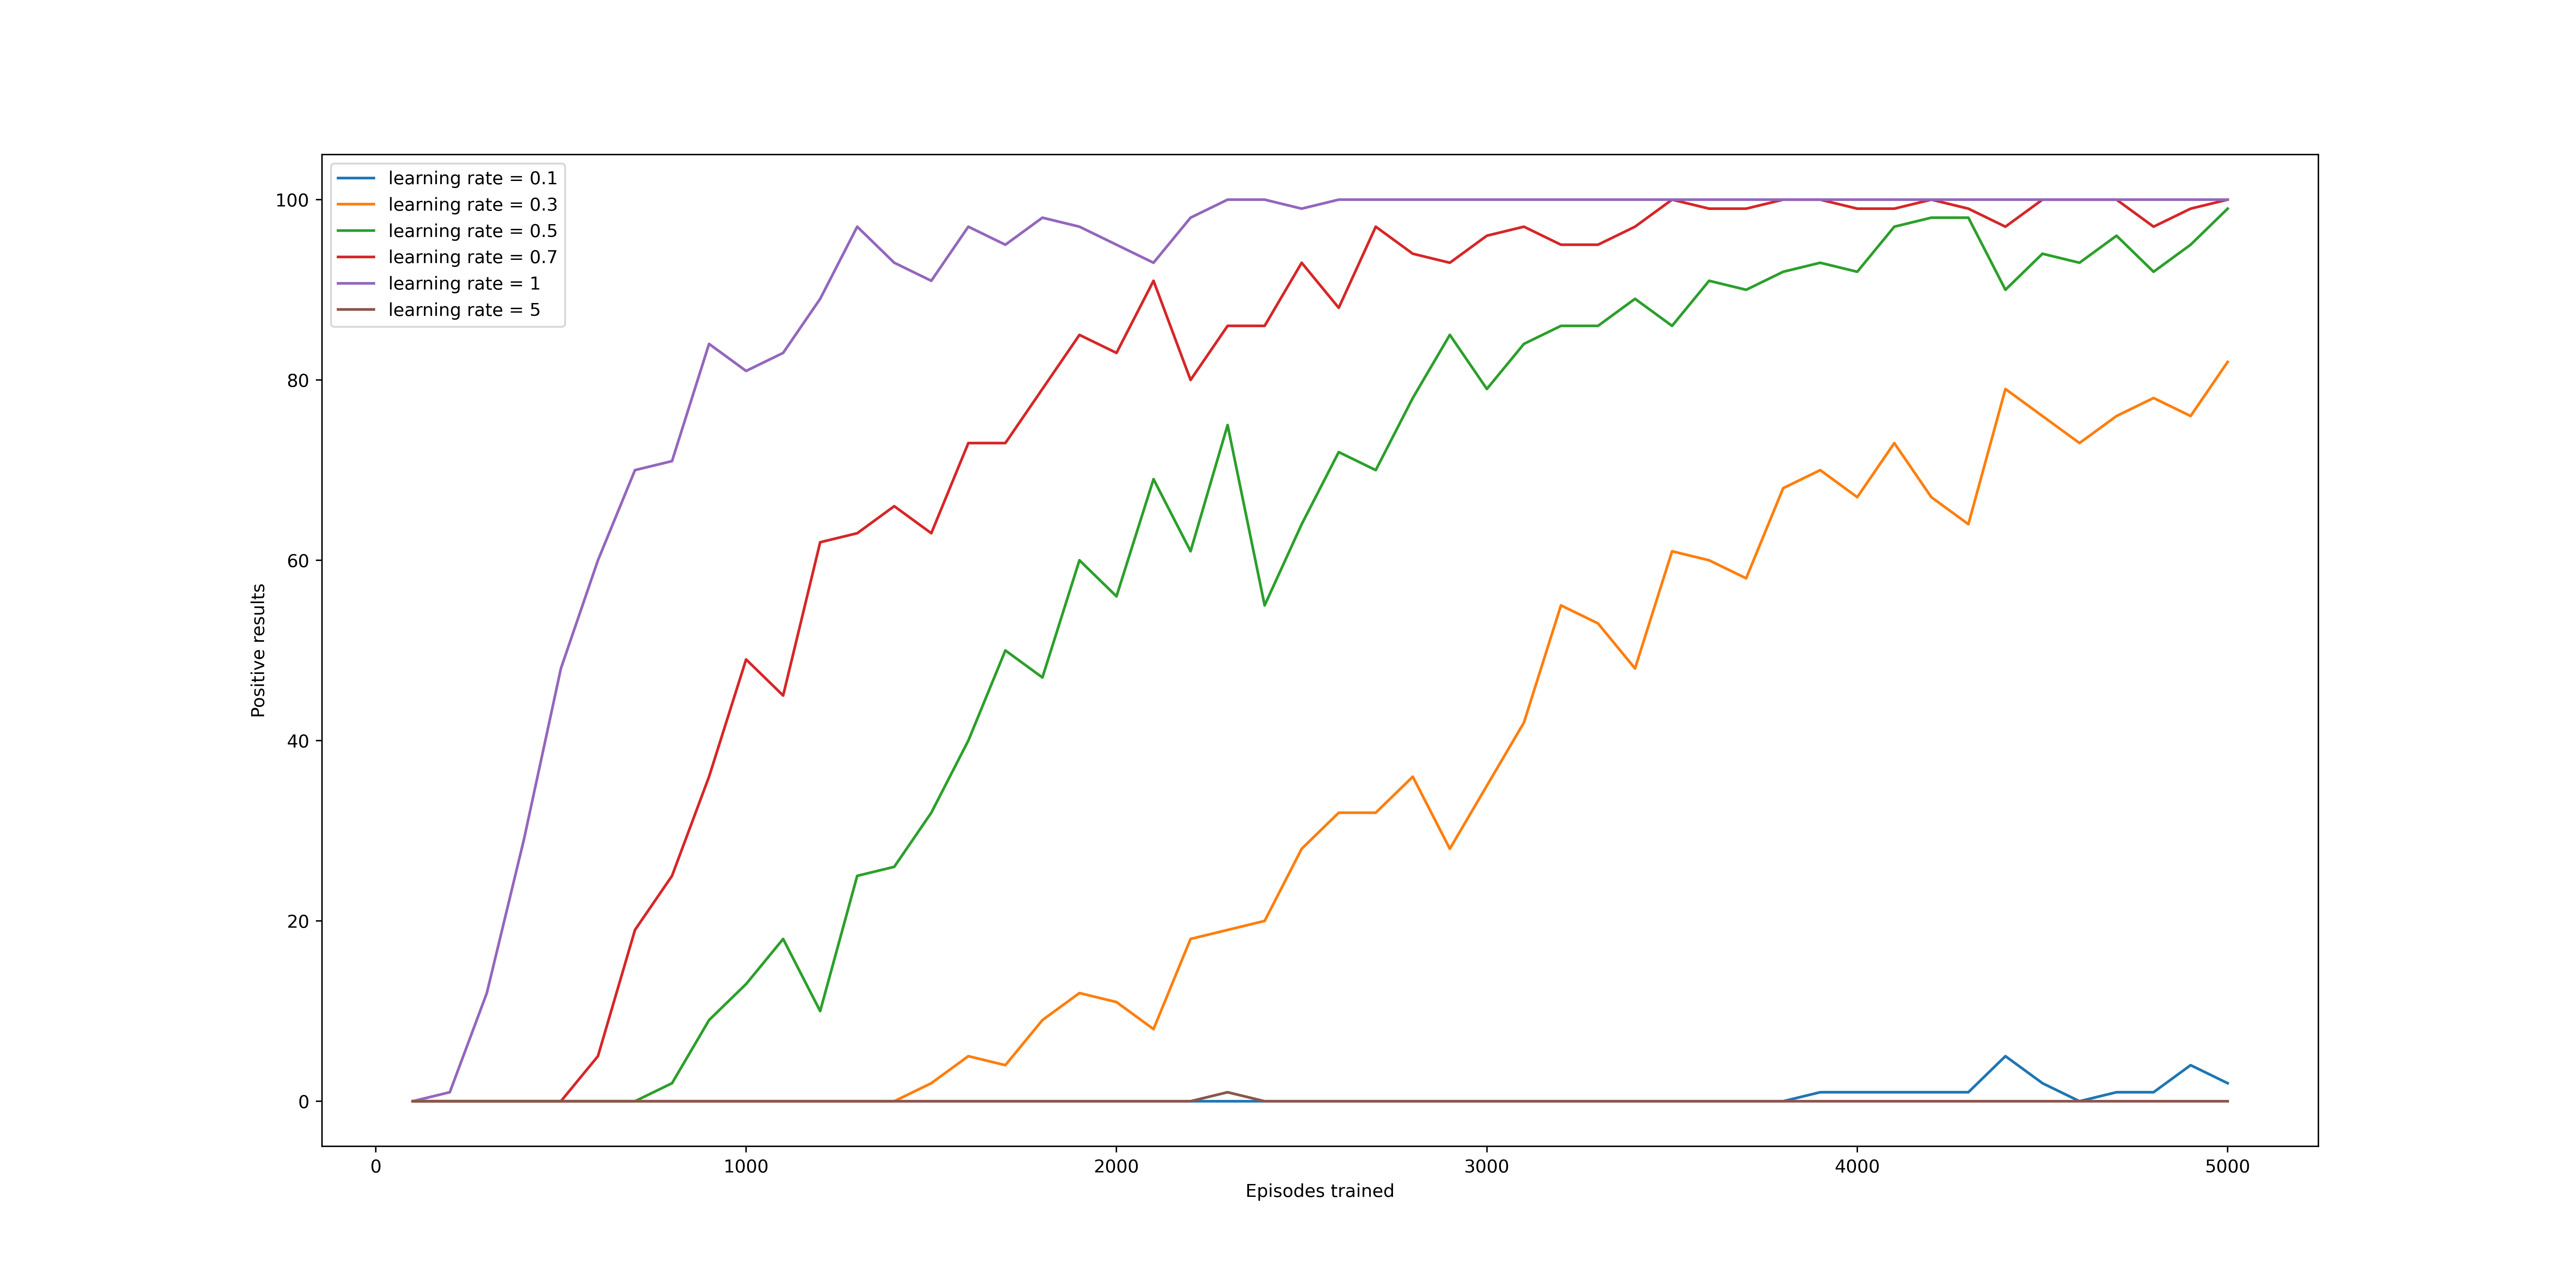 learning rate = 0.1
learning rate = 0.3
learning rate = 0.5
learning rate = 0.7
learning rate = 1
learning rate = 5
100
80
60
40
20
0
Positive results
0 1000 2000 3000 4000 5000
Episodes trained